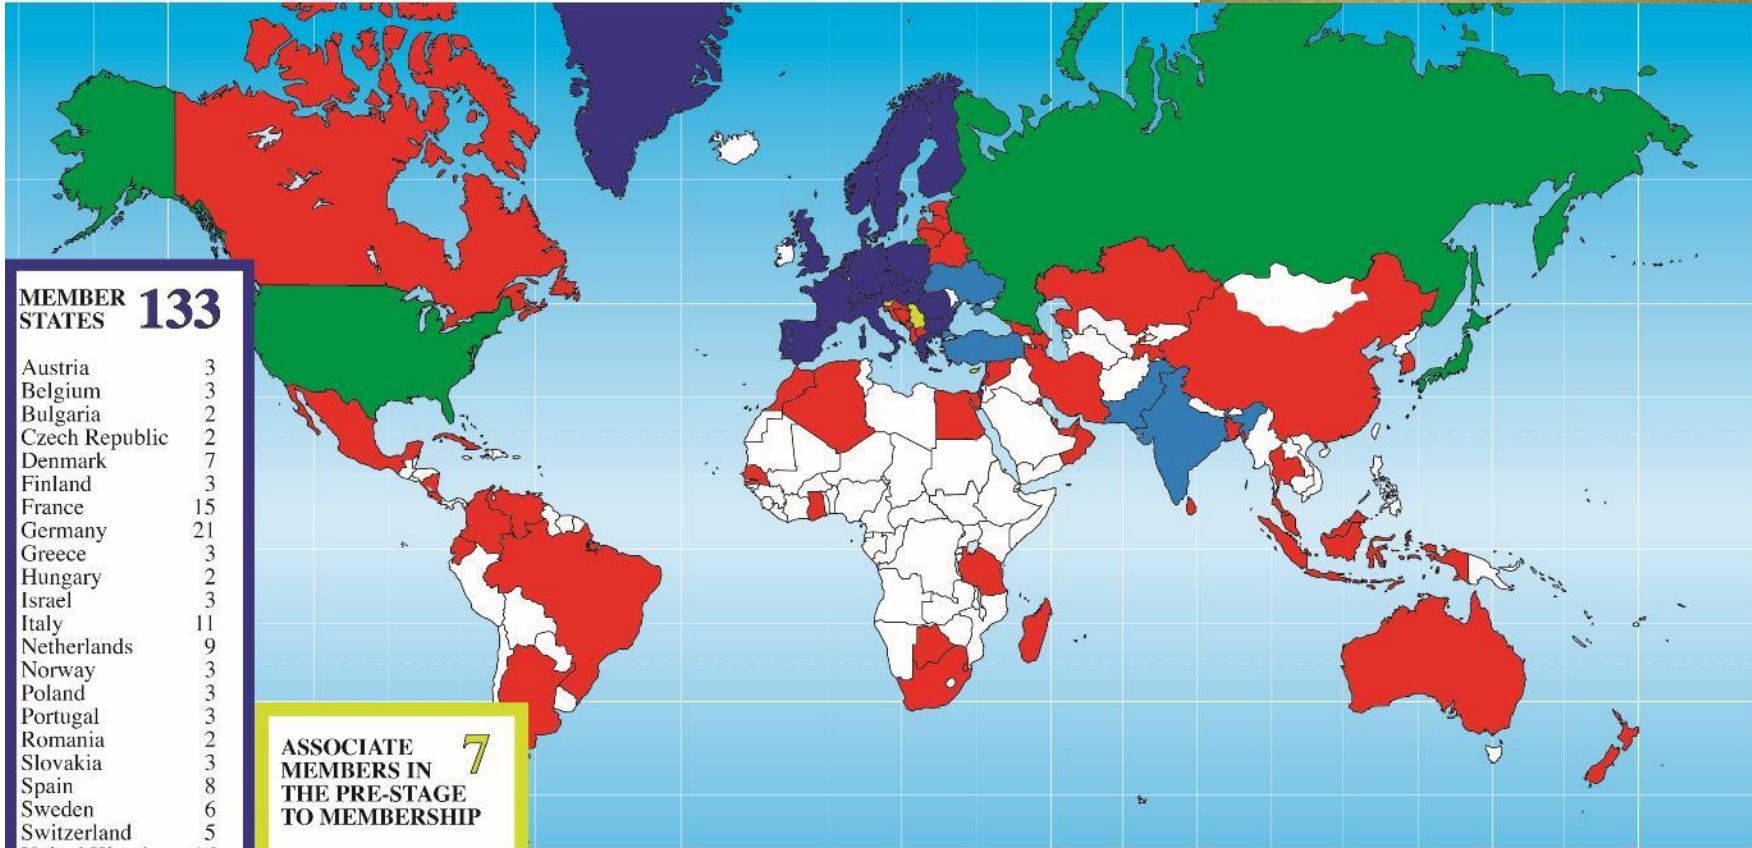 MEMBER STATES 133
Austria 3
Belgium 3
Bulgaria 2
Czech Republic 2
Denmark 7
Finland 3
France 15
Germany 21
Greece 3
Hungary 2
Israel 3
Italy 11
Netherlands 9
Norway 3
Poland 3
Portugal 3
Romania 2
Slovakia 3
Spain 8
Sweden 6
Switzerland 5
ASSOCIATE 7
MEMBERS IN
THE PRE-STAGE
TO MEMBERSHIP